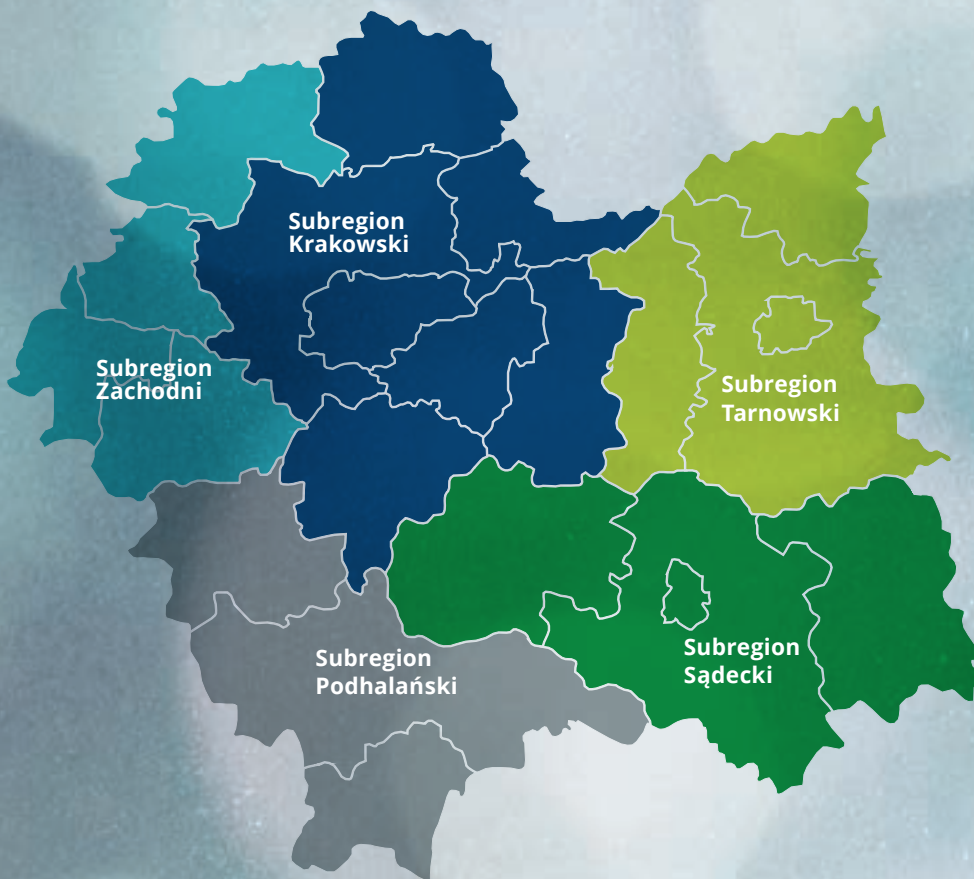 Subregion
Krakowski
Subregion
Zachodni
Subregion
Tarnowski
Subregion
Podhalański
Subregion
Sądecki